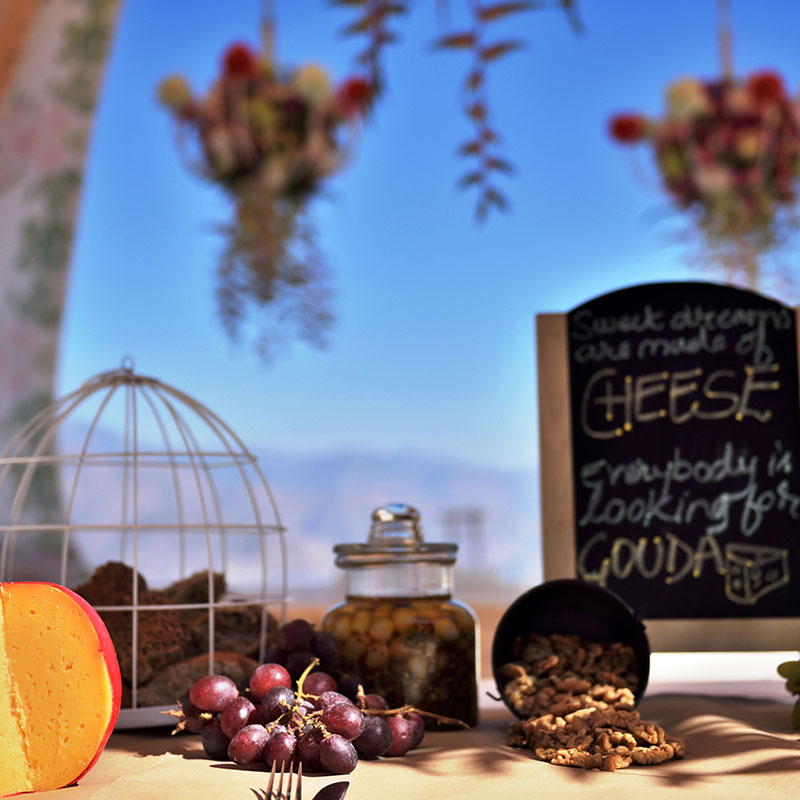 Sweet dreams
are made of
CHEESE
Everybody is
looking for
GOUDA